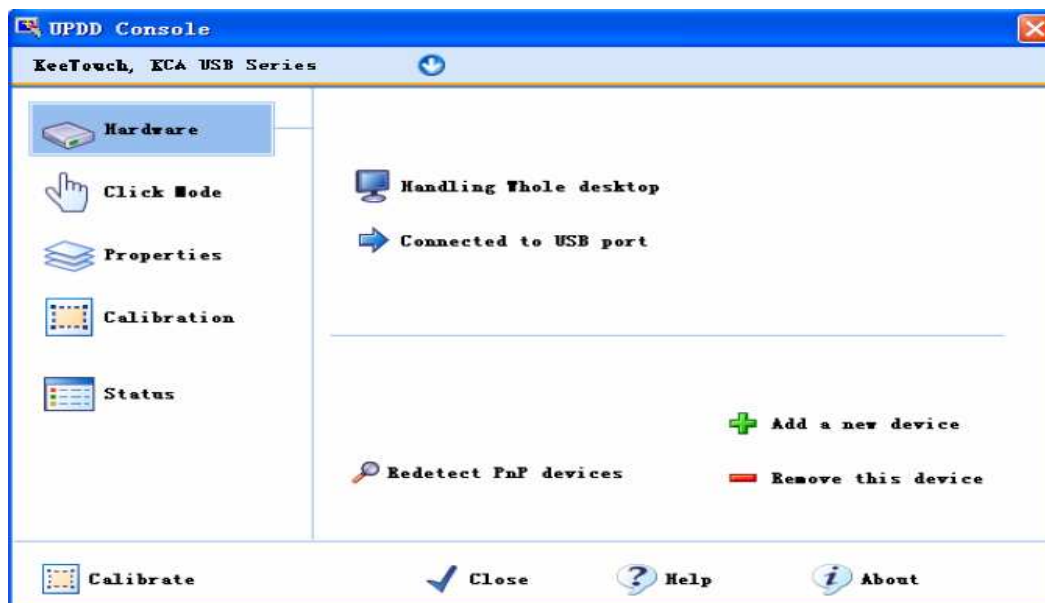 UPDD Console
KeeTouch, KCA USB Series
Hardware
Click Mode
Properties
Calibration
Status
Handling Whole desktop
Connected to USB port
Add a new device
Redetect PnP devices
Remove this device
Calibrate
Close
Help
About